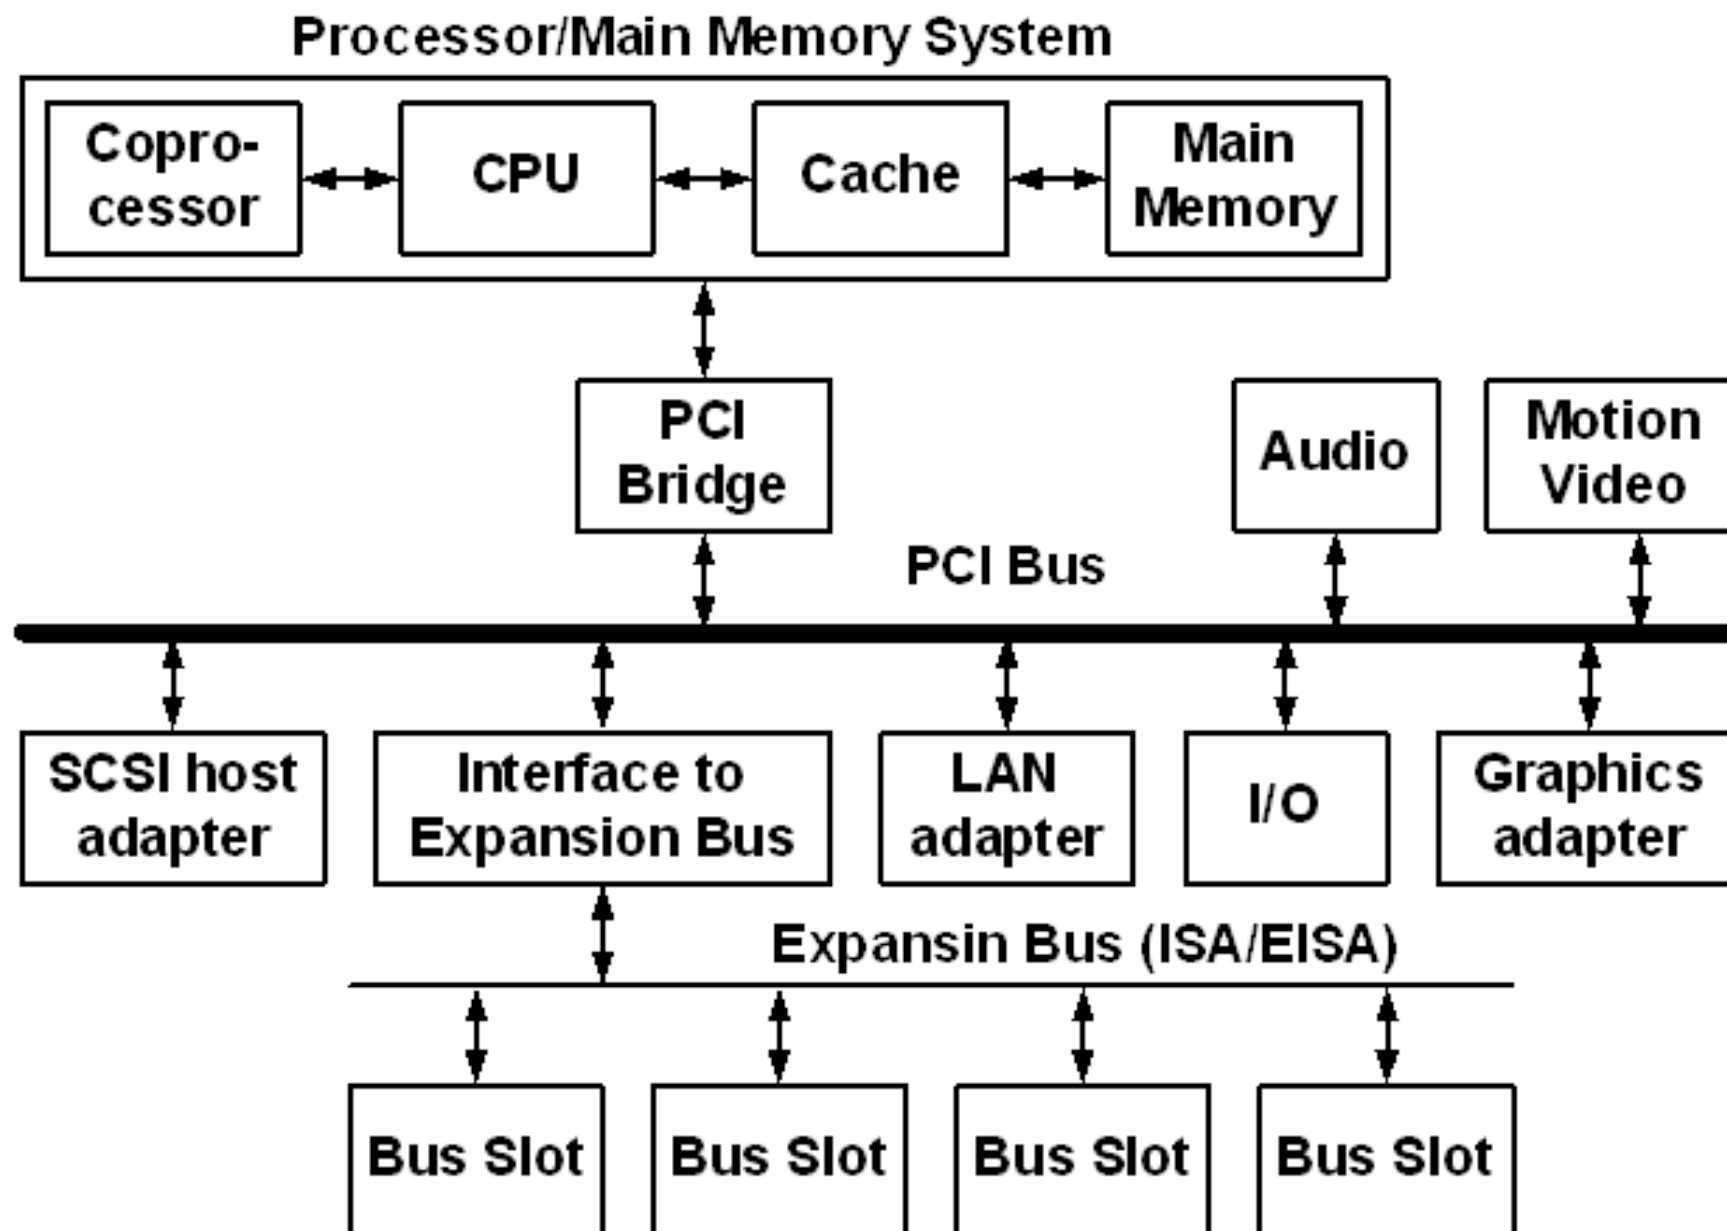 Processor/Main Memory System
Copro-
cessor
CPU
Cache
Main
Memory
PCI
Bridge
Audio
Motion
Video
PCI Bus
SCSI host
adapter
Interface to
Expansion Bus
LAN
adapter
I/O
Graphics
adapter
Expansin Bus (ISA/EISA)
Bus Slot
Bus Slot
Bus Slot
Bus Slot